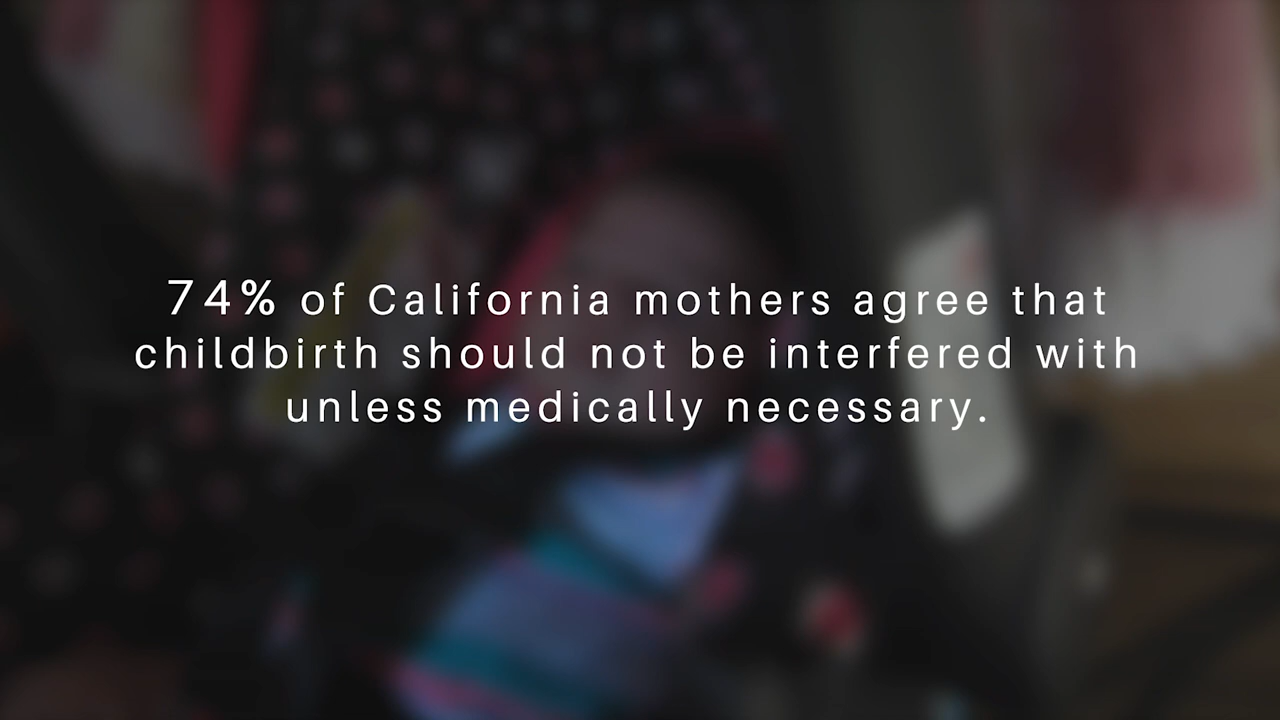 74% of California mothers agree that
childbirth should not be interfered with
unless medically necessary.